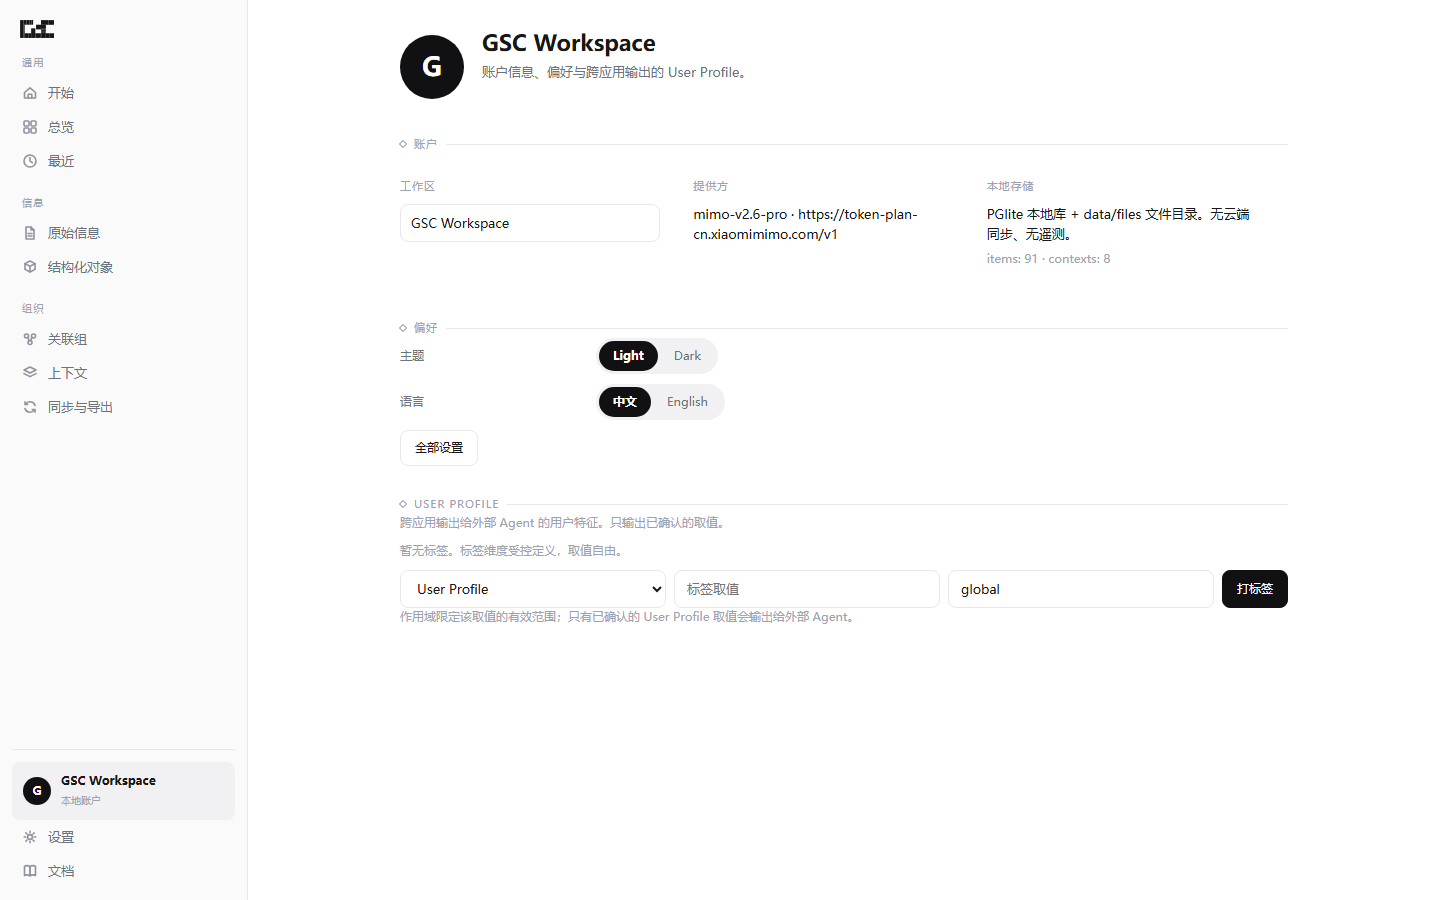 GSC
通用
开始
总览
最近
信息
原始信息
结构化对象
组织
关联组
上下文
同步与导出
G
GSC Workspace
本地账户
设置
文档
G
GSC Workspace
账户信息、偏好与跨应用输出的 User Profile。
账户
工作区
GSC Workspace
提供方
mimo-v2.6-pro · https://token-plan-
cn.xiaomimimo.com/v1
本地存储
PGlite 本地库 + data/files 文件目录。无云端
同步、无遥测。
items: 91 · contexts: 8
偏好
主题
Light
Dark
语言
中文
English
全部设置
USER PROFILE
跨应用输出给外部 Agent 的用户特征。只输出已确认的取值。
暂无标签。标签维度受控定义，取值自由。
User Profile
标签取值
global
打标签
作用域限定该取值的有效范围；只有已确认的 User Profile 取值会输出给外部 Agent。